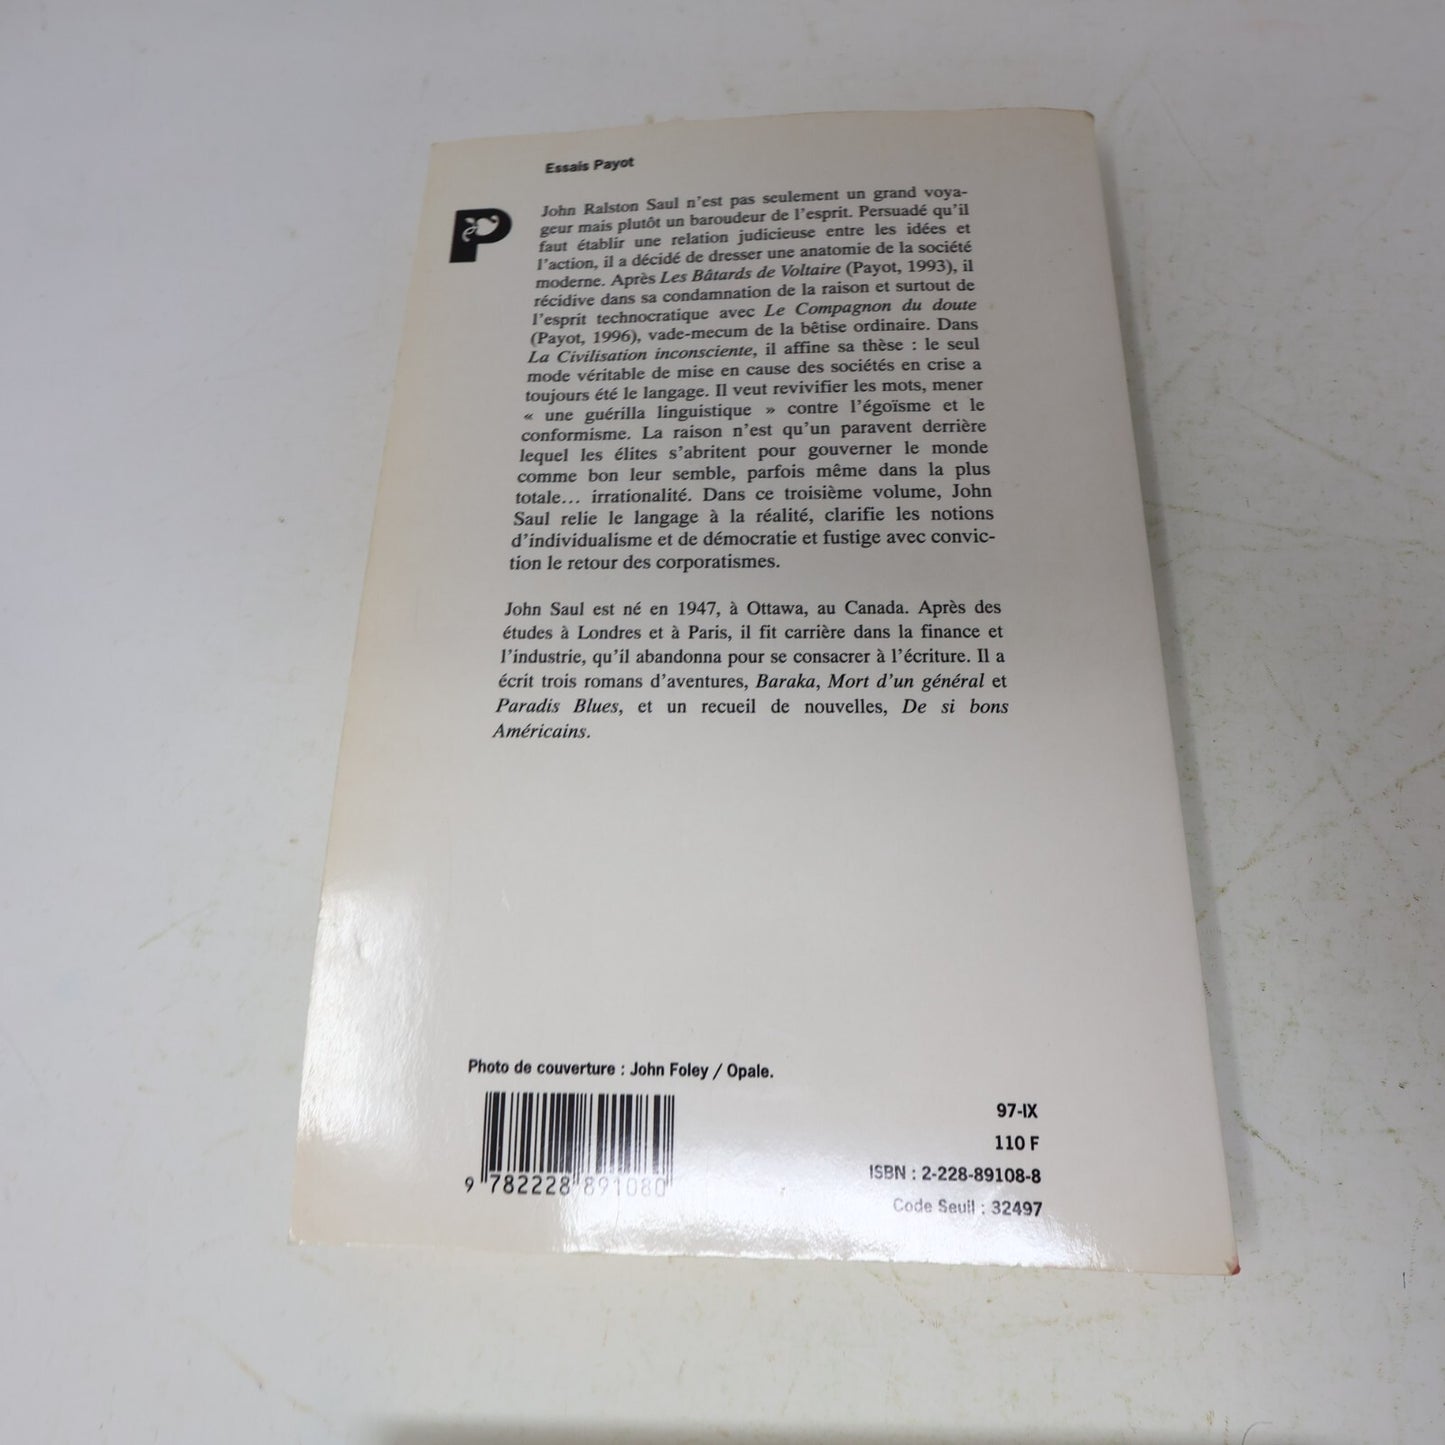 Essais Payot
P
John Ralston Saul n'est pas seulement un grand voya-
geur mais plutôt un baroudeur de l'esprit. Persuadé qu'il
faut établir une relation judicieuse entre les idées et
l'action, il a décidé de dresser une anatomie de la société
moderne. Après Les Bâtards de Voltaire (Payot, 1993), il
récidive dans sa condamnation de la raison et surtout de
l'esprit technocratique avec Le Compagnon du doute
(Payot, 1996), vade-mecum de la bêtise ordinaire. Dans
La Civilisation inconsciente, il affine sa thèse : le seul
mode véritable de mise en cause des sociétés en crise a
toujours été le langage. Il veut revivifier les mots, mener
« une guérilla linguistique » contre l'égoïsme et le
conformisme. La raison n'est qu'un paravent derrière
lequel les élites s'abritent pour gouverner le monde
comme bon leur semble, parfois même dans la plus
totale... irrationalité. Dans ce troisième volume, John
Saul relie le langage à la réalité, clarifie les notions
d'individualisme et de démocratie et fustige avec convic-
tion le retour des corporatismes.
John Saul est né en 1947, à Ottawa, au Canada. Après des
études à Londres et à Paris, il fit carrière dans la finance et
l'industrie, qu'il abandonna pour se consacrer à l'écriture. Il a
écrit trois romans d'aventures, Baraka, Mort d'un général et
Paradis Blues, et un recueil de nouvelles, De si bons
Américains.
Photo de couverture : John Foley / Opale.
9 782228 891080
97-IX
110 F
ISBN : 2-228-89108-8
Code Seuil : 32497